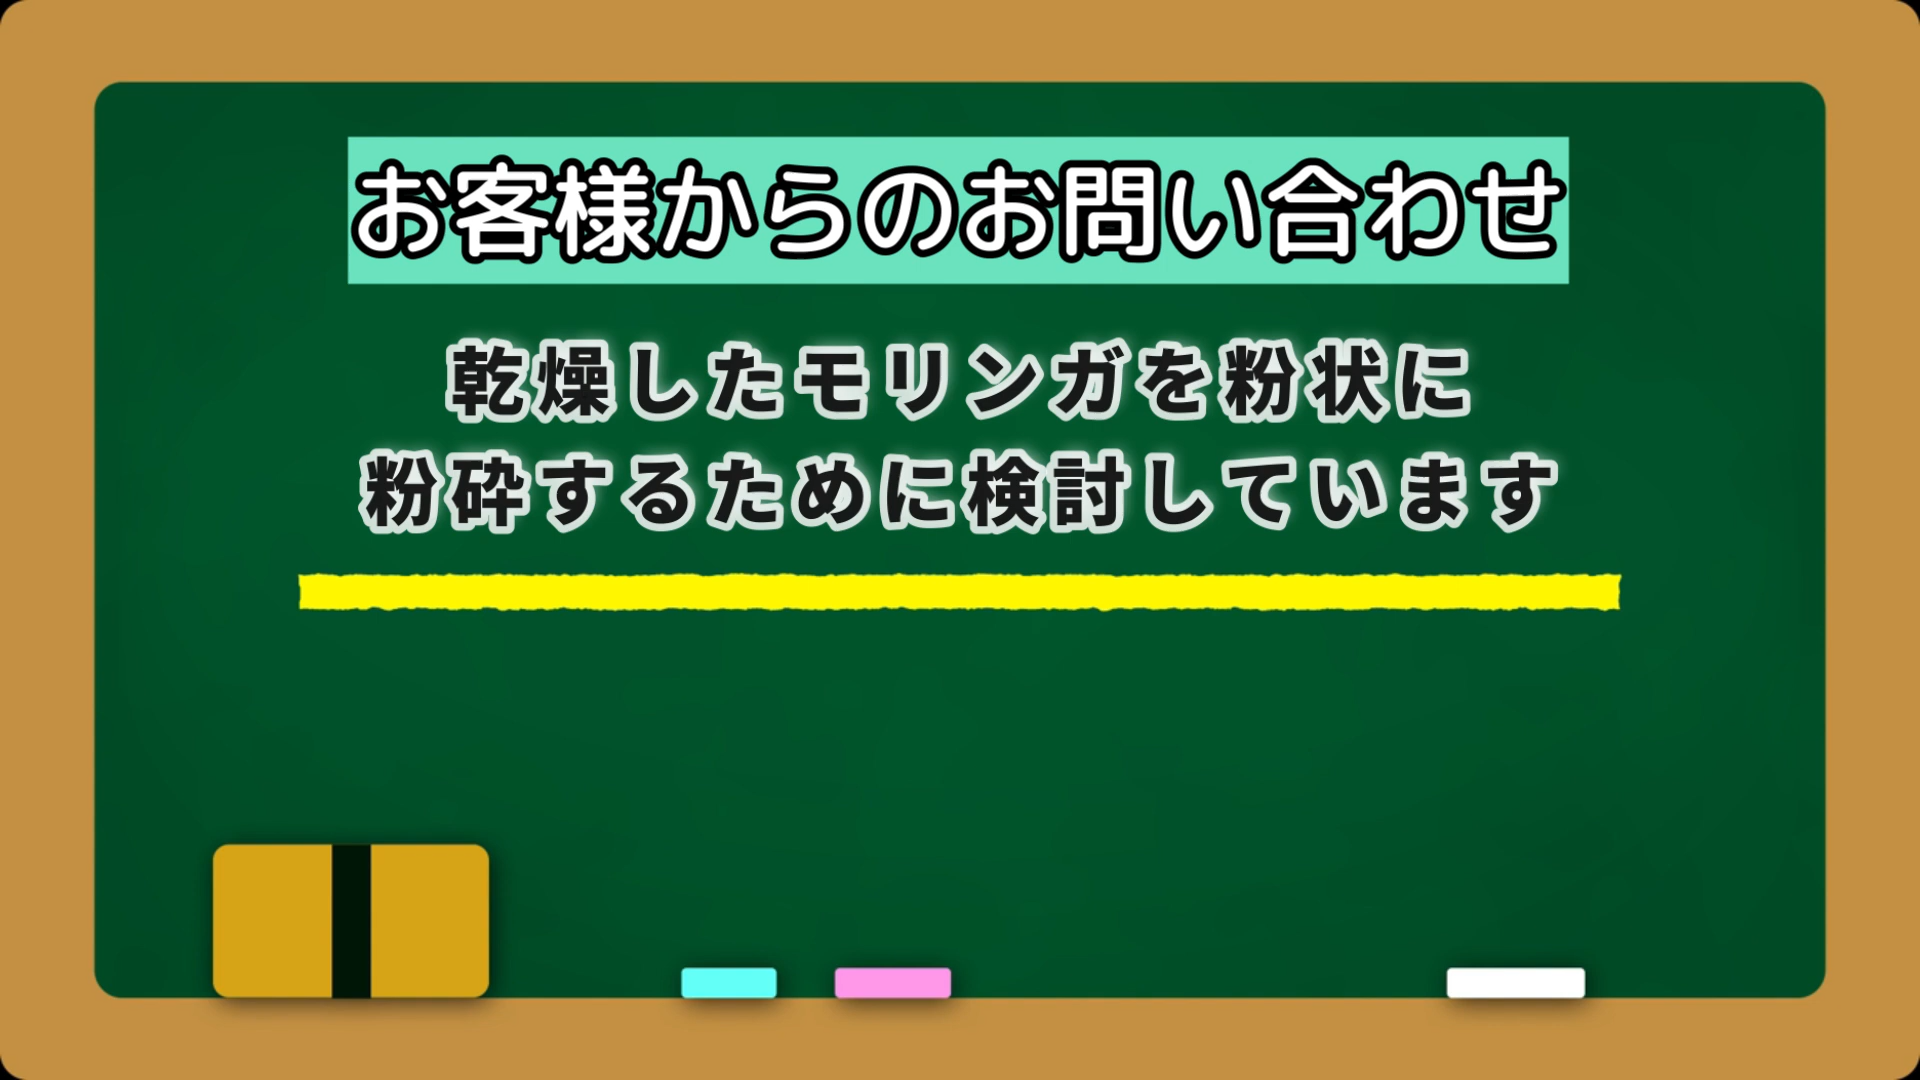 お客様からのお問い合わせ
乾燥したモリンガを粉状に
粉砕するために検討しています